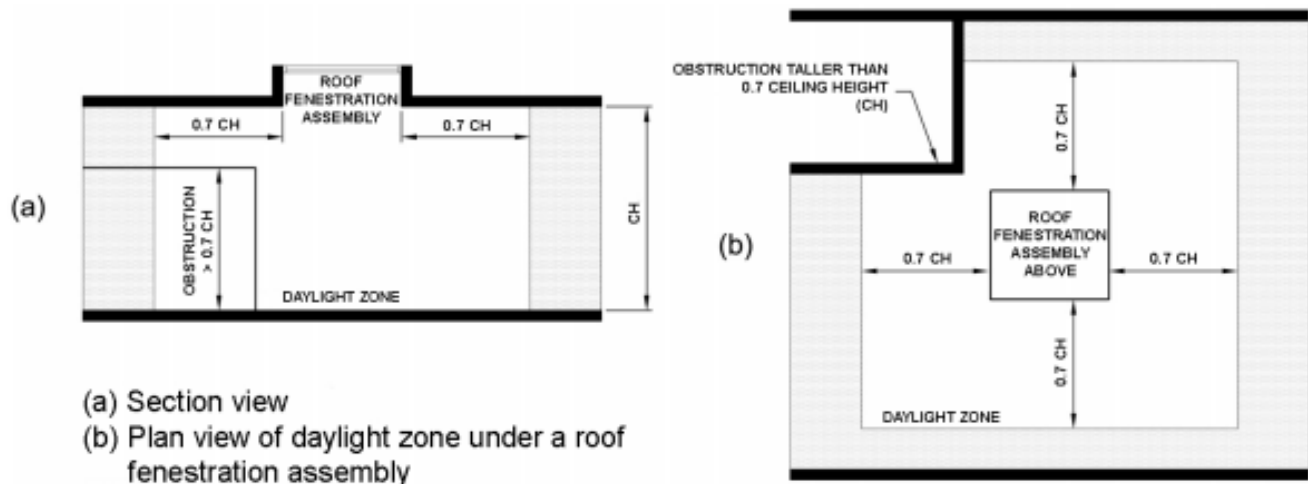 (a)
ROOF
FENESTRATION
ASSEMBLY
0.7 CH
0.7 CH
OBSTRUCTION
> 0.7 CH
CH
DAYLIGHT ZONE
(a) Section view
(b) Plan view of daylight zone under a roof
fenestration assembly
(b)
OBSTRUCTION TALLER THAN
0.7 CEILING HEIGHT
(CH)
0.7 CH
ROOF
FENESTRATION
ASSEMBLY
ABOVE
0.7 CH
0.7 CH
0.7 CH
DAYLIGHT ZONE